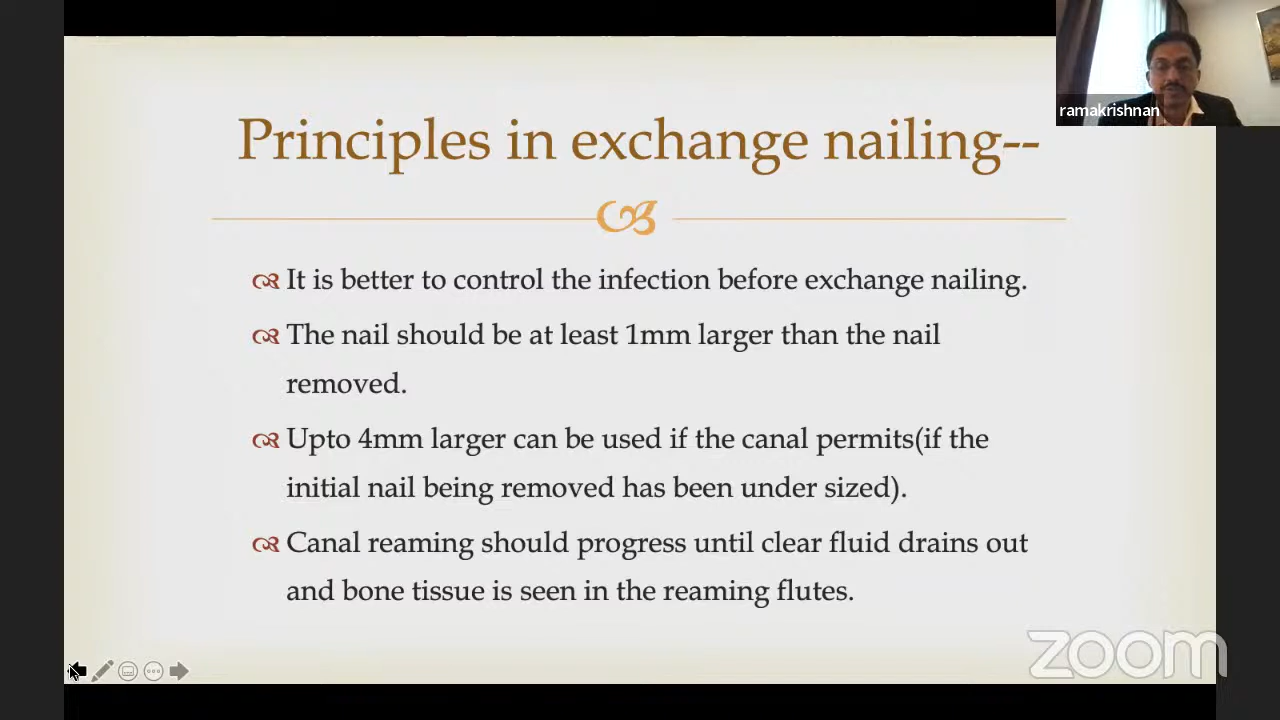 ramakrishnan
Principles in exchange nailing--
It is better to control the infection before exchange nailing.
The nail should be at least 1mm larger than the nail
removed.
Upto 4mm larger can be used if the canal permits(if the
initial nail being removed has been under sized).
Canal reaming should progress until clear fluid drains out
and bone tissue is seen in the reaming flutes.
zoom